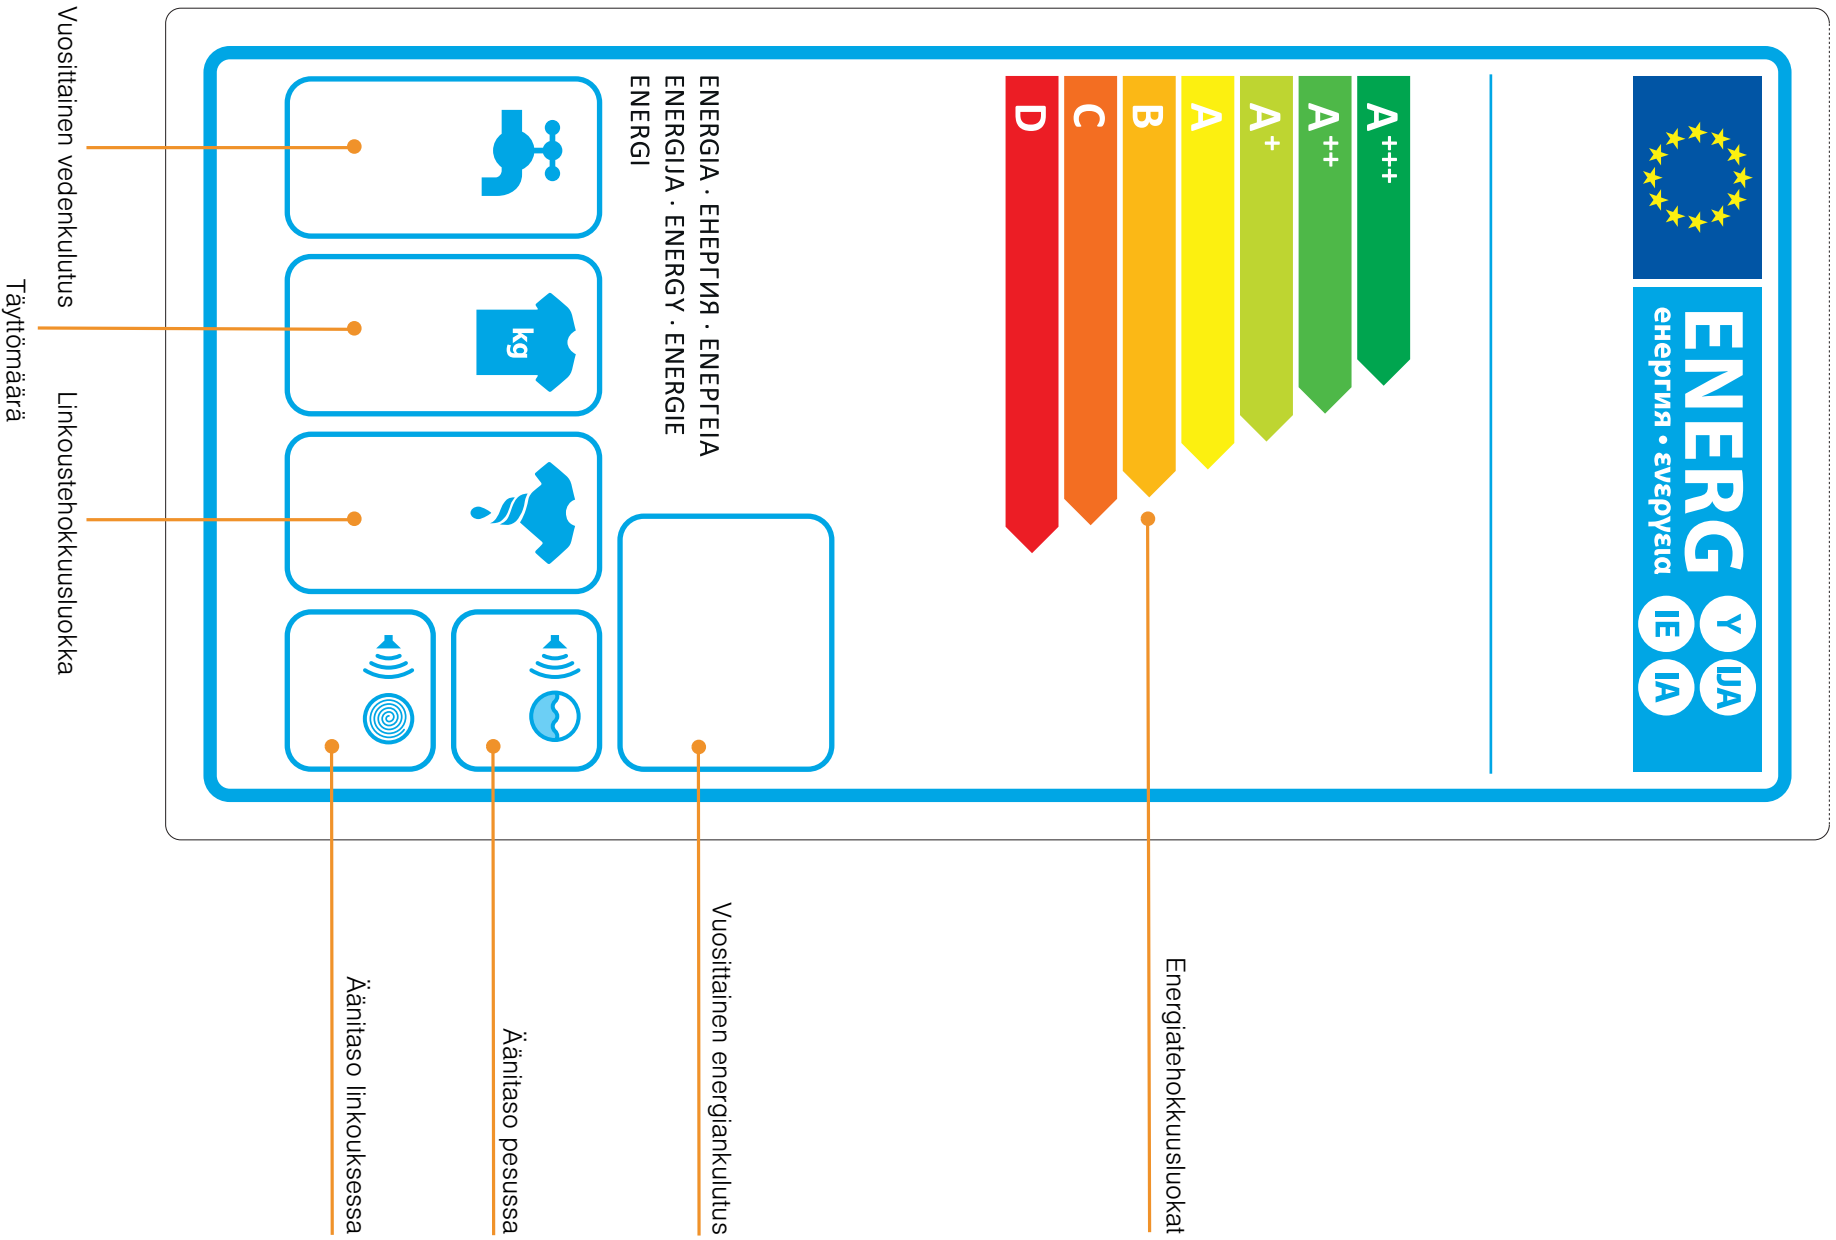 ENERG
енергия · ενεργεια
Y IJA
IE IA
A+++
A++
A+
A
B
C
D
Energiatehokkuusluokat
ENERGIA · ЕНЕРГИЯ · ΕΝΕΡΓΕΙΑ
ENERGIJA · ENERGY · ENERGIE
ENERGI
Vuosittainen energiankulutus
kg
Äänitaso pesussa
Äänitaso linkouksessa
Vuosittainen vedenkulutus
Linkoustehokkuusluokka
Täyttömäärä